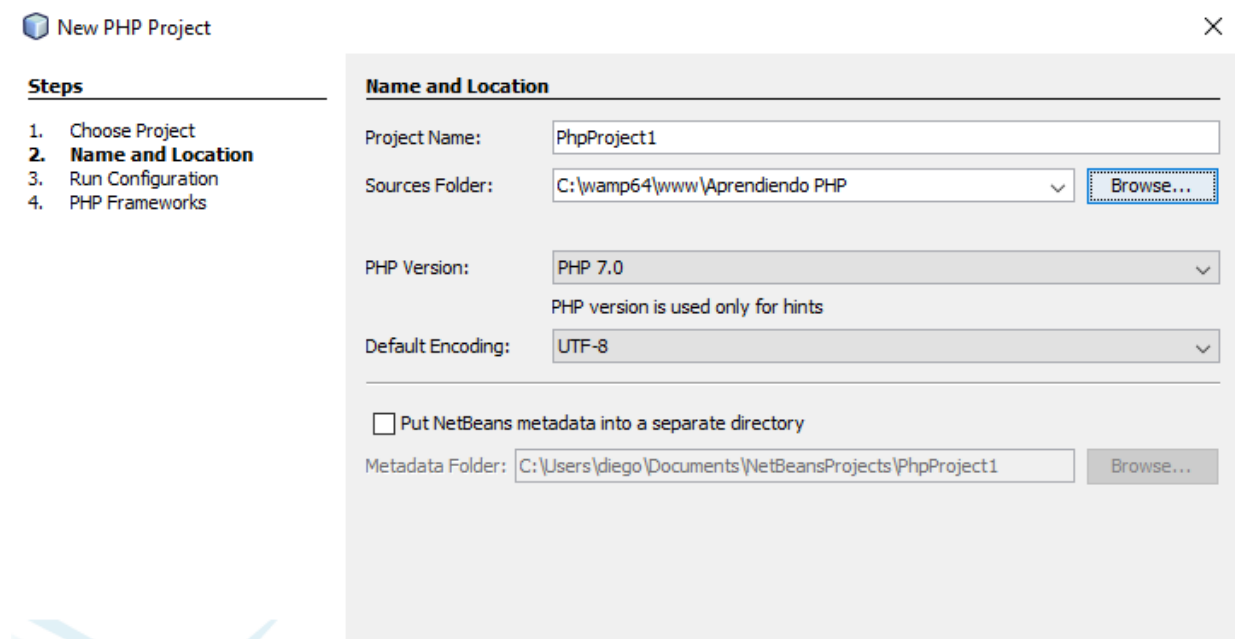 New PHP Project
Steps
1. Choose Project
2. Name and Location
3. Run Configuration
4. PHP Frameworks
Name and Location
Project Name: PhpProject1
Sources Folder: C:\wamp64\www\Aprendiendo PHP Browse...
PHP Version: PHP 7.0
PHP version is used only for hints
Default Encoding: UTF-8
Put NetBeans metadata into a separate directory
Metadata Folder: C:\Users\diego\Documents\NetBeansProjects\PhpProject1 Browse...